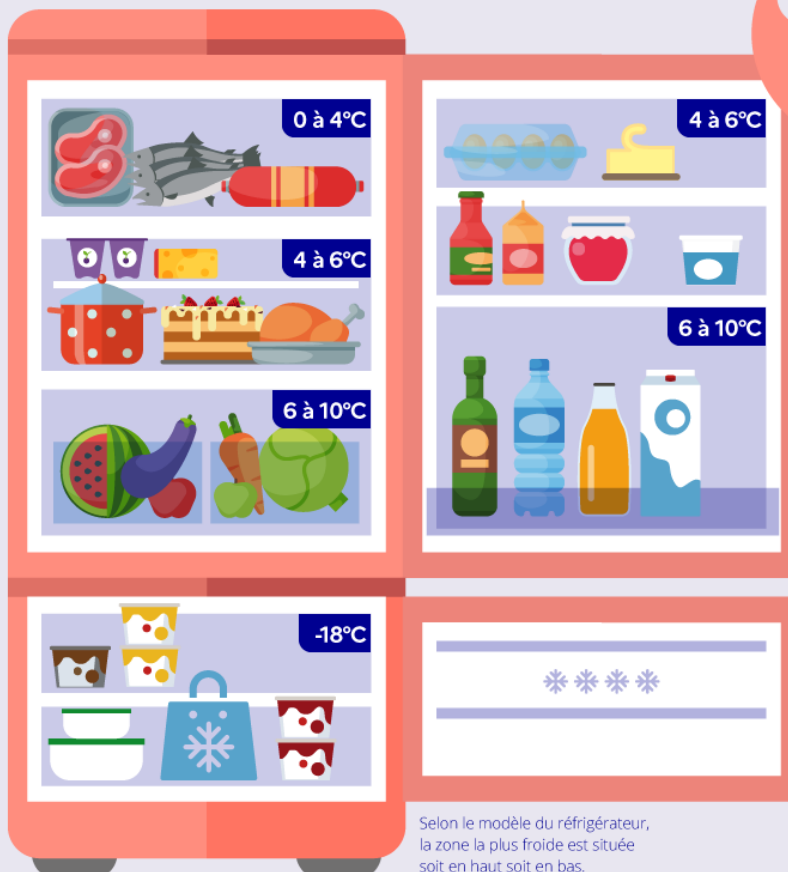 0 à 4°C
4 à 6°C
4 à 6°C
6 à 10°C
6 à 10°C
-18°C
Selon le modèle du réfrigérateur,
la zone la plus froide est située
soit en haut soit en bas.